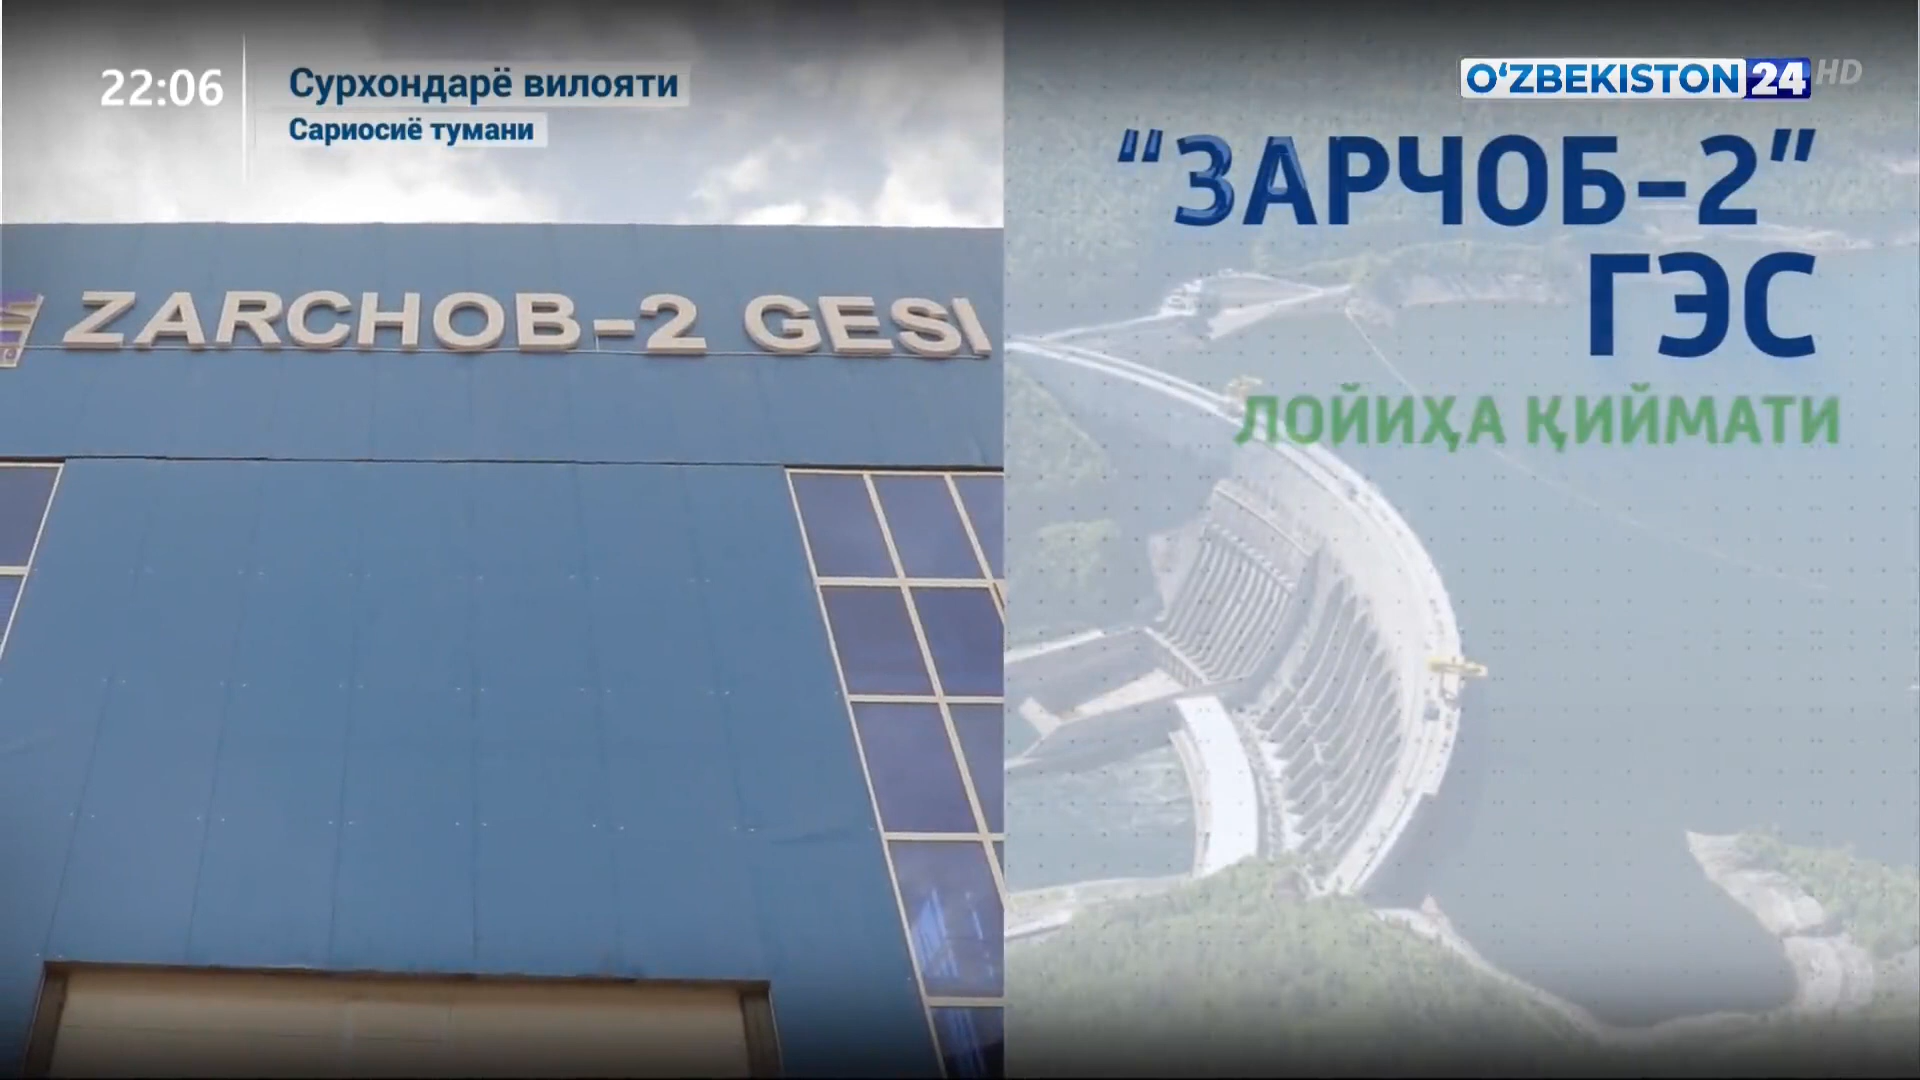 22:06
Сурхондарё вилояти
Сариосиё тумани
O‘ZBEKISTON 24 HD
“ЗАРЧОБ-2”
ГЭС
ЛОЙИҲА ҚИЙМАТИ
ZARCHOB-2 GESI